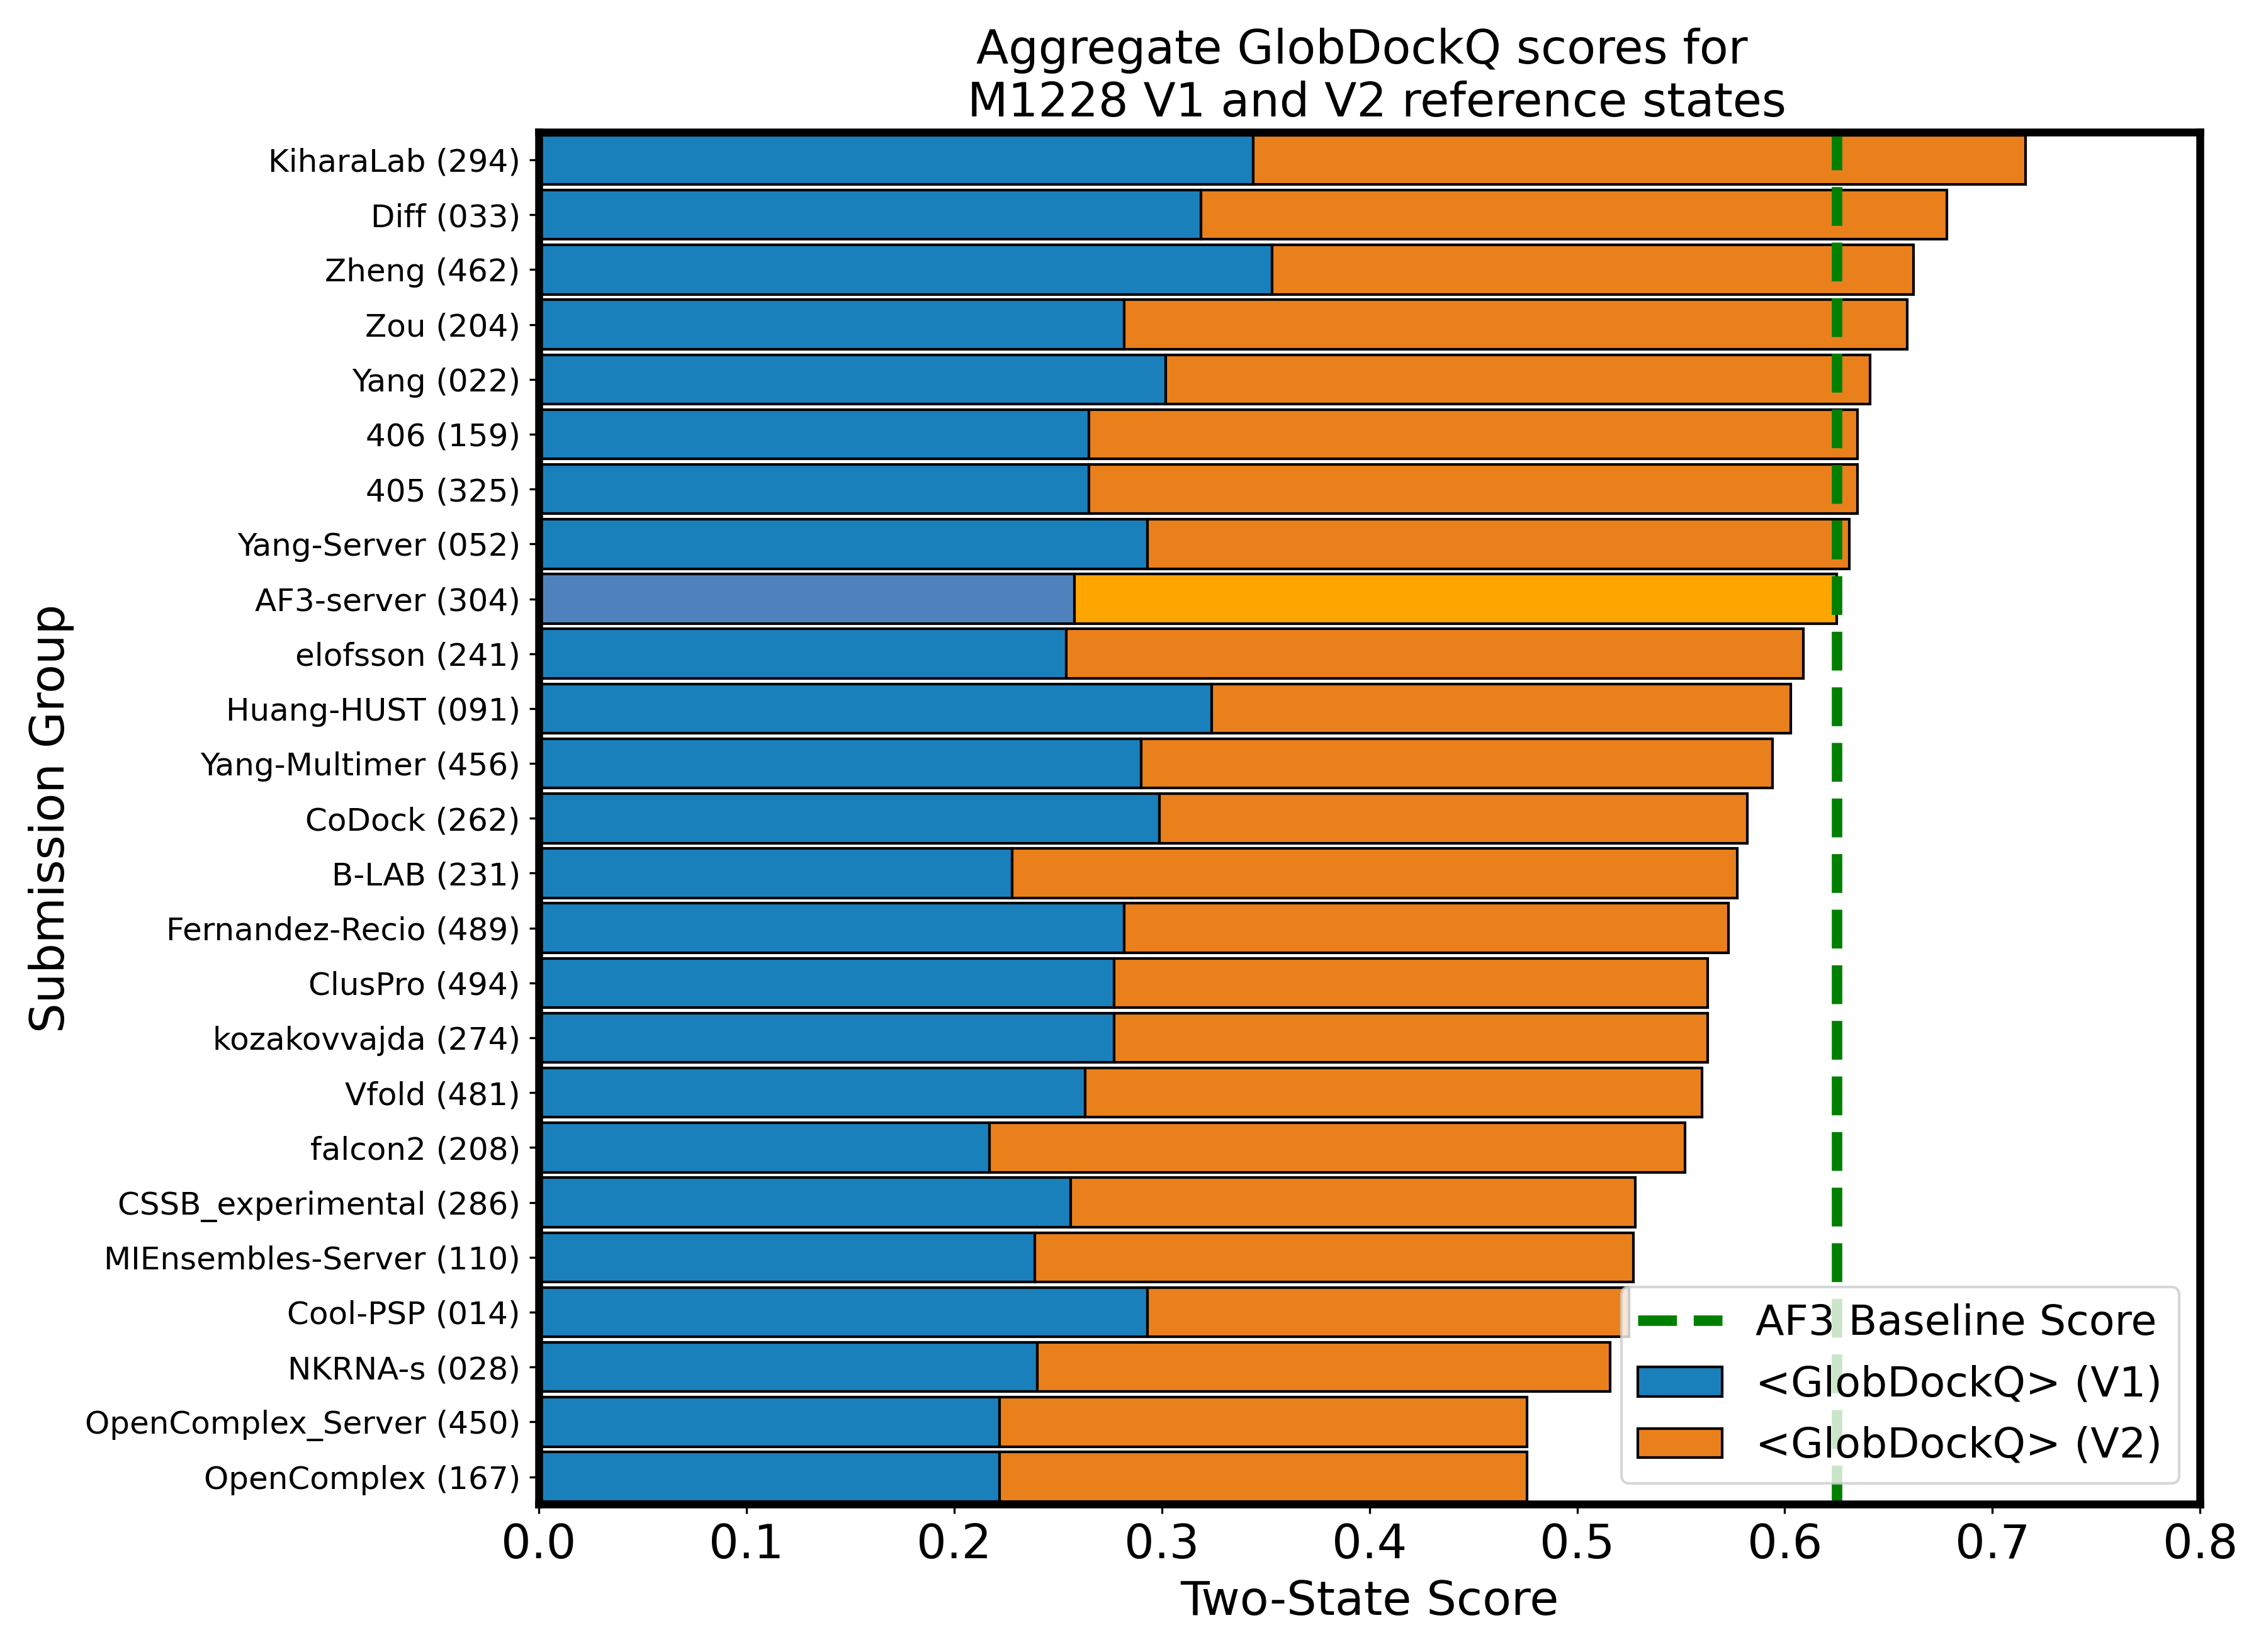 Aggregate GlobDockQ scores for
M1228 V1 and V2 reference states
Submission Group
KiharaLab (294)
Diff (033)
Zheng (462)
Zou (204)
Yang (022)
406 (159)
405 (325)
Yang-Server (052)
AF3-server (304)
elofsson (241)
Huang-HUST (091)
Yang-Multimer (456)
CoDock (262)
B-LAB (231)
Fernandez-Recio (489)
ClusPro (494)
kozakovvajda (274)
Vfold (481)
falcon2 (208)
CSSB_experimental (286)
MIEnsembles-Server (110)
Cool-PSP (014)
NKRNA-s (028)
OpenComplex_Server (450)
OpenComplex (167)
AF3 Baseline Score
<GlobDockQ> (V1)
<GlobDockQ> (V2)
0.0 0.1 0.2 0.3 0.4 0.5 0.6 0.7 0.8
Two-State Score